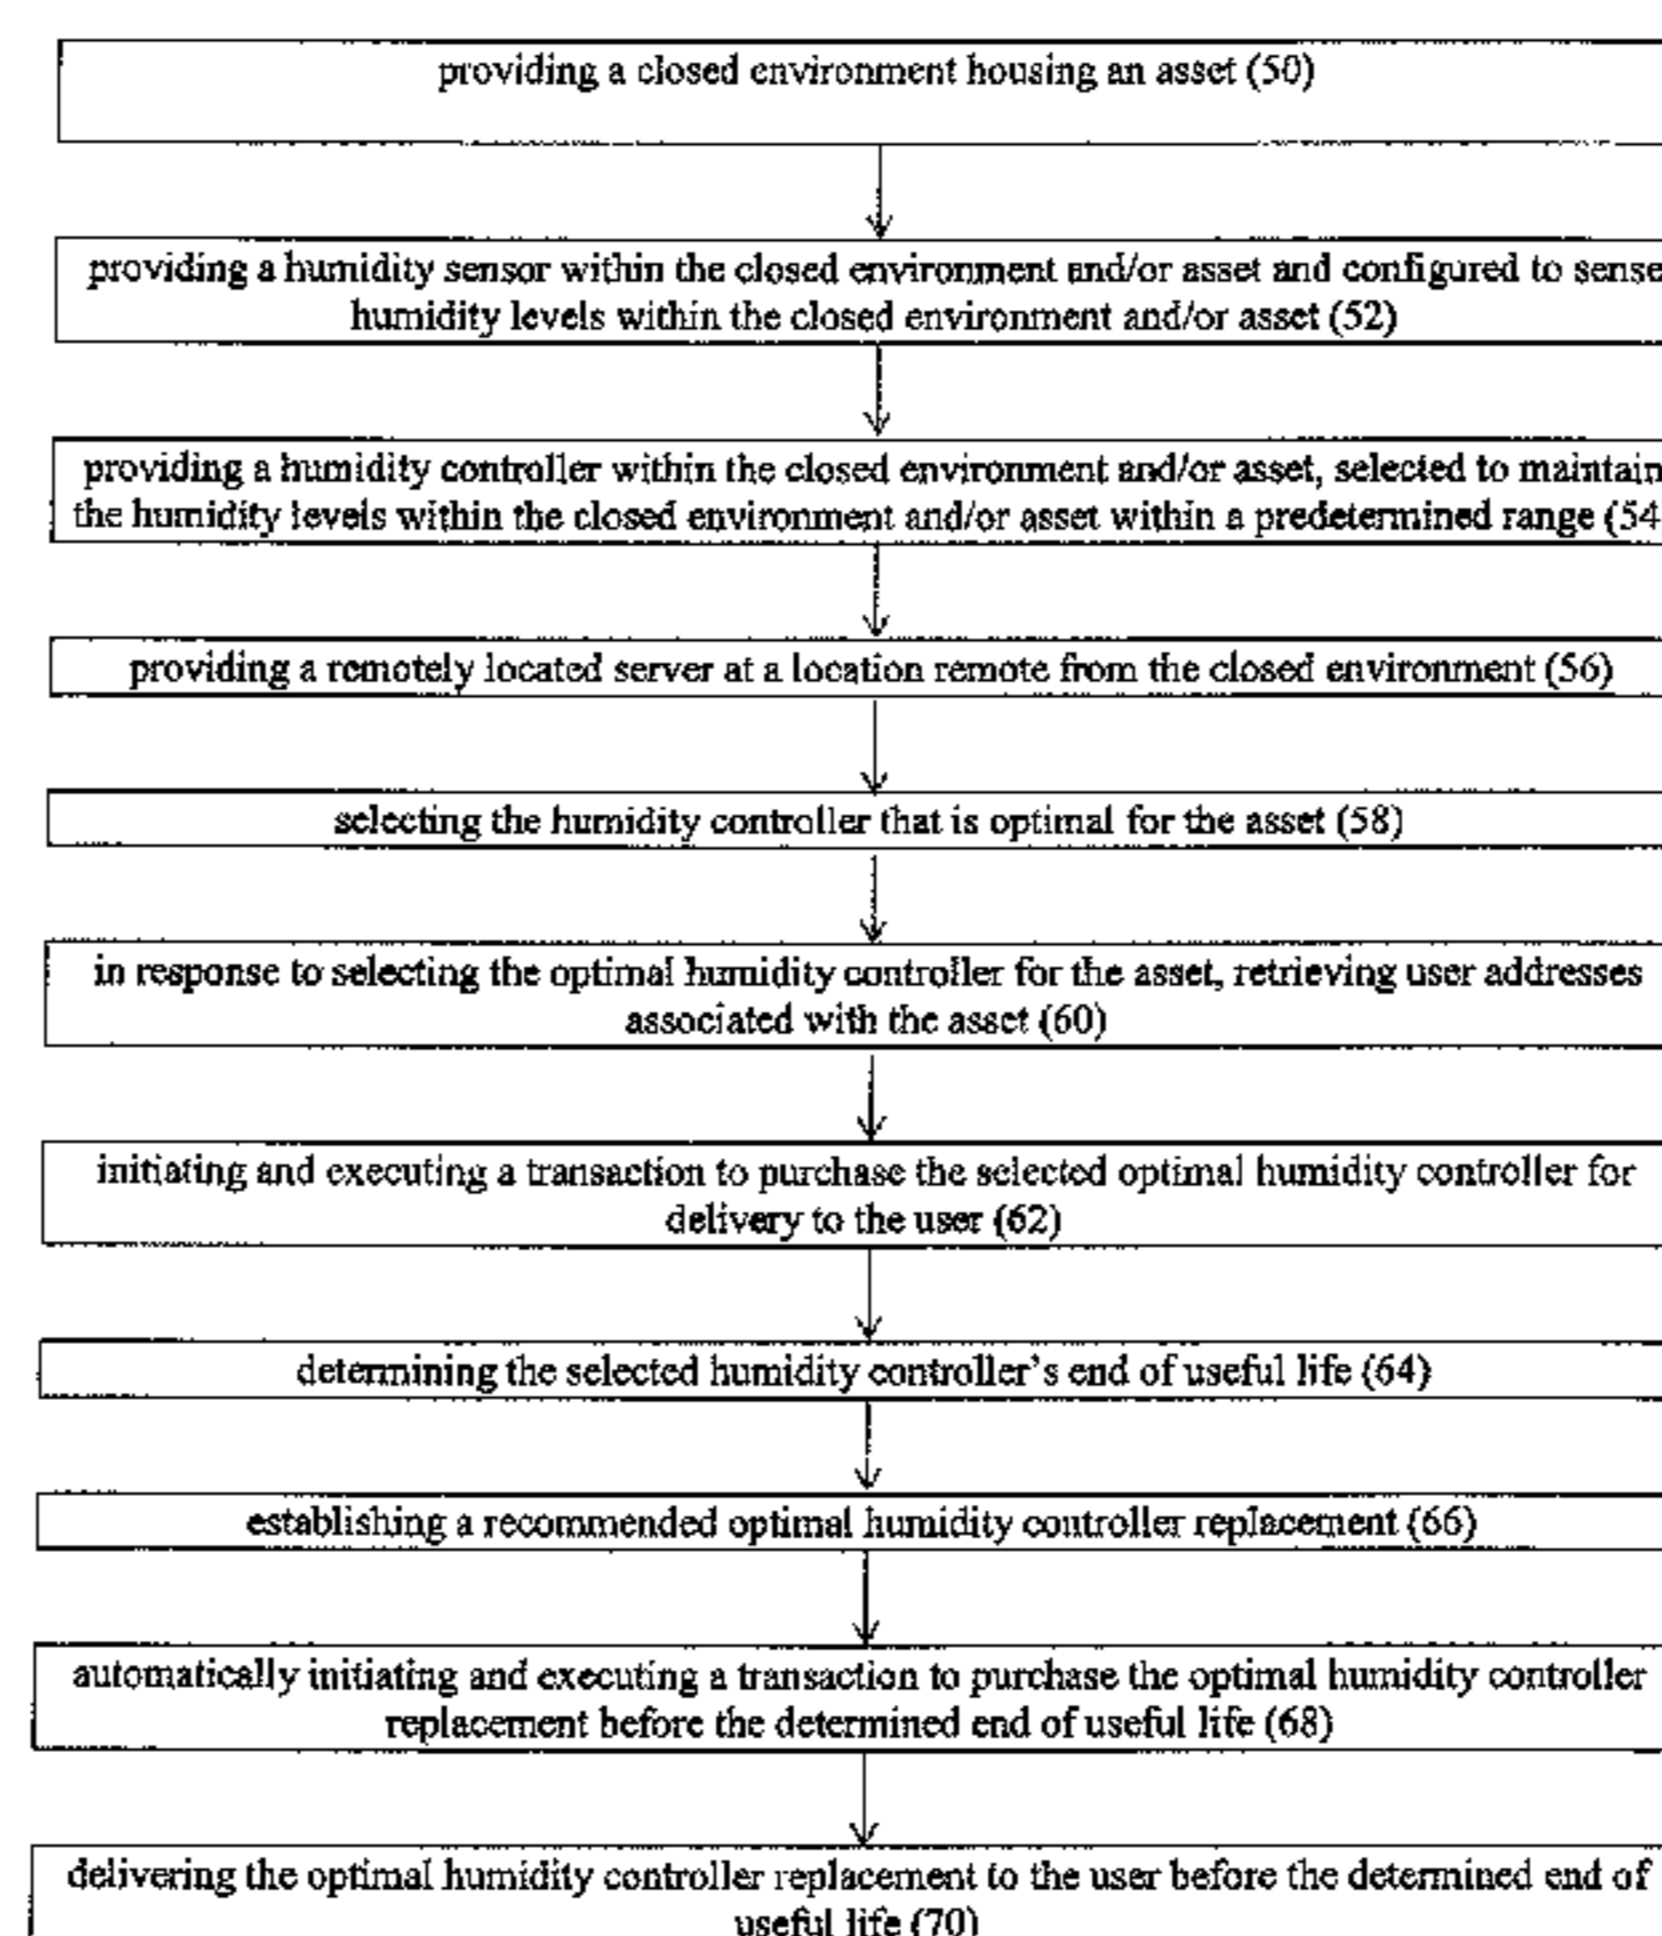 providing a closed environment housing an asset (50)
providing a humidity sensor within the closed environment and/or asset and configured to sense
humidity levels within the closed environment and/or asset (52)
providing a humidity controller within the closed environment and/or asset, selected to maintain
the humidity levels within the closed environment and/or asset within a predetermined range (54
providing a remotely located server at a location remote from the closed environment (56)
selecting the humidity controller that is optimal for the asset (58)
in response to selecting the optimal humidity controller for the asset, retrieving user addresses
associated with the asset (60)
initiating and executing a transaction to purchase the selected optimal humidity controller for
delivery to the user (62)
determining the selected humidity controller's end of useful life (64)
establishing a recommended optimal humidity controller replacement (66)
automatically initiating and executing a transaction to purchase the optimal humidity controller
replacement before the determined end of useful life (68)
delivering the optimal humidity controller replacement to the user before the determined end of
useful life (70)